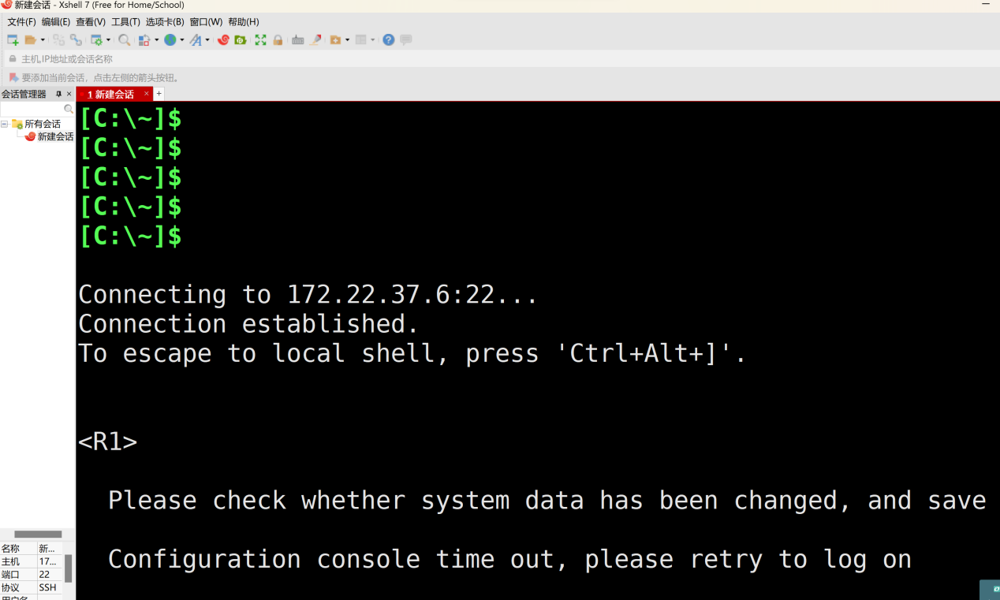 新建会话 - Xshell 7 (Free for Home/School)
文件(F) 编辑(E) 查看(V) 工具(T) 选项卡(B) 窗口(W) 帮助(H)
主机,IP地址或会话名称
要添加当前会话，点击左侧的箭头按钮。
会话管理器
1 新建会话
所有会话
新建会话
[C:\~]$
[C:\~]$
[C:\~]$
[C:\~]$
[C:\~]$
Connecting to 172.22.37.6:22...
Connection established.
To escape to local shell, press 'Ctrl+Alt+]'.
<R1>
Please check whether system data has been changed, and save
Configuration console time out, please retry to log on
名称 新...
主机 17...
端口 22
协议 SSH
用户名